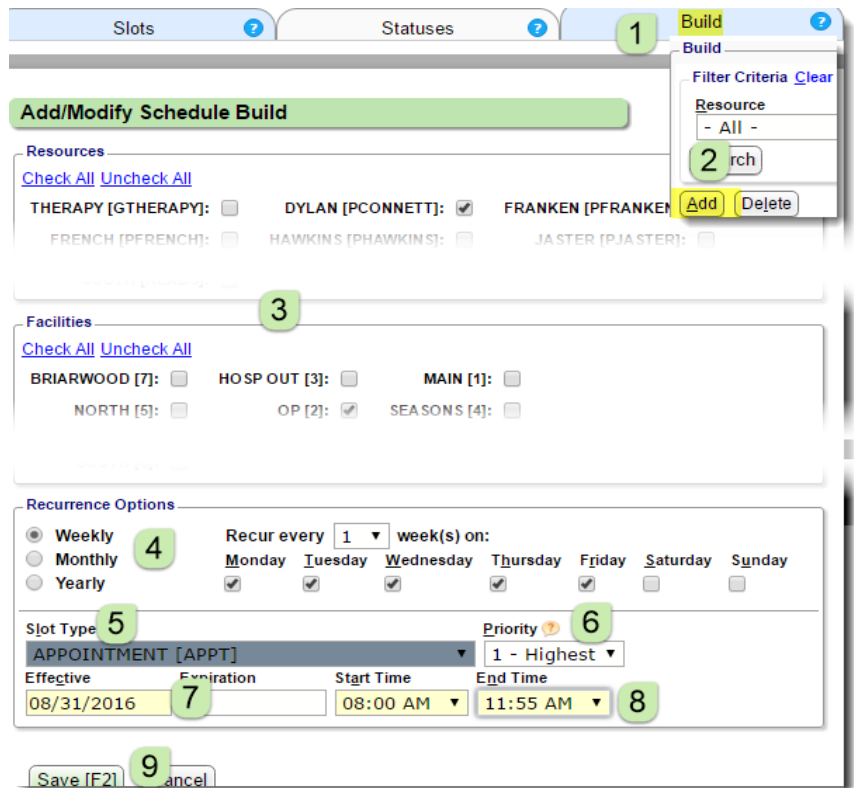 Slots ? Statuses ? 1 Build ?
Build
Filter Criteria Clear
Resource
- All -
2 rch
Add Delete
Add/Modify Schedule Build
Resources
Check All Uncheck All
THERAPY [GTHERAPY]: DYLAN [PCONNETT]: FRANKEN [PFRANKEN
FRENCH [PFRENCH]: HAWKINS [PHAWKINS]: JASTER [PJASTER]:
3
Facilities
Check All Uncheck All
BRIARWOOD [7]: HOSP OUT [3]: MAIN [1]:
NORTH [5]: OP [2]: SEASONS [4]:
Recurrence Options
Weekly Recur every 1 week(s) on:
Monthly 4 Monday Tuesday Wednesday Thursday Friday Saturday Sunday
Yearly
Slot Type 5 Priority ? 6
APPOINTMENT [APPT] 1 - Highest
Effective Expiration Start Time End Time
08/31/2016 7 08:00 AM 11:55 AM 8
Save [F2] 9 ancel